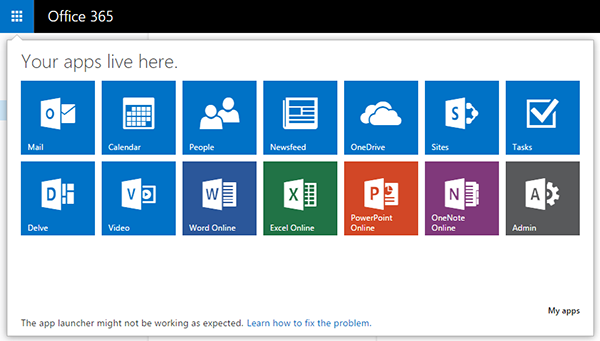 Office 365
Your apps live here.
O
S
Mail
Calendar
People
Newsfeed
OneDrive
Sites
Tasks
D
V
W
X
P
N
A
Delve
Video
Word Online
Excel Online
PowerPoint
Online
OneNote
Online
Admin
My apps
The app launcher might not be working as expected. Learn how to fix the problem.